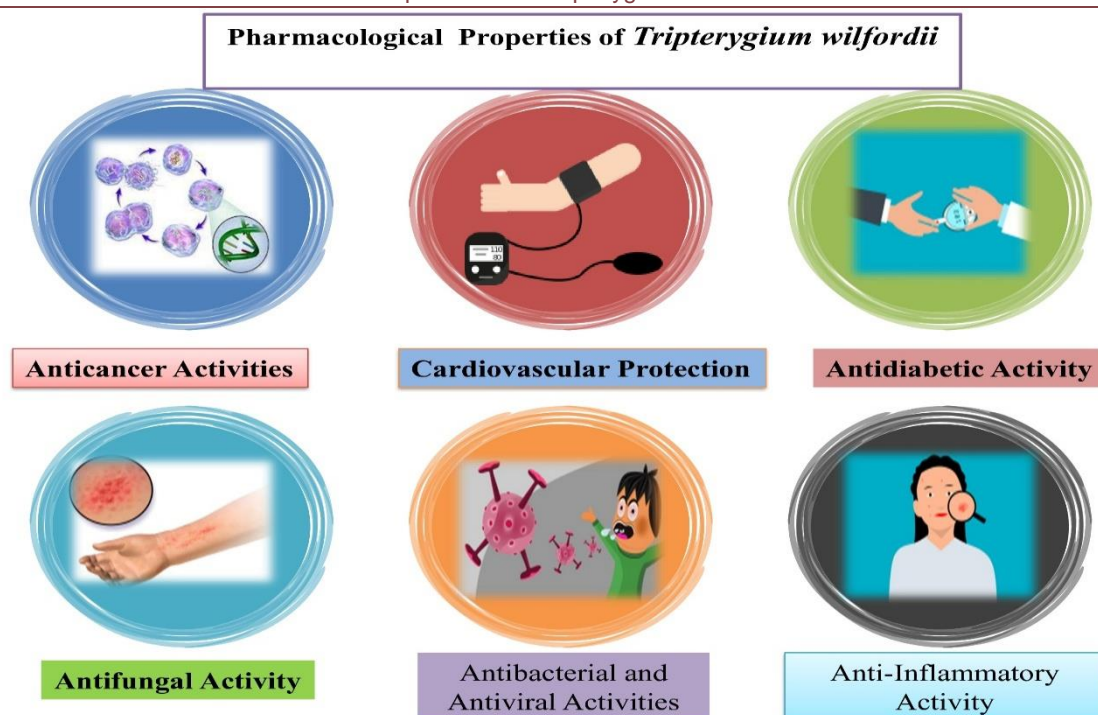 Pharmacological Properties of Tripterygium wilfordii
110
80
Anticancer Activities
Cardiovascular Protection
Antidiabetic Activity
Antifungal Activity
Antibacterial and
Antiviral Activities
Anti-Inflammatory
Activity